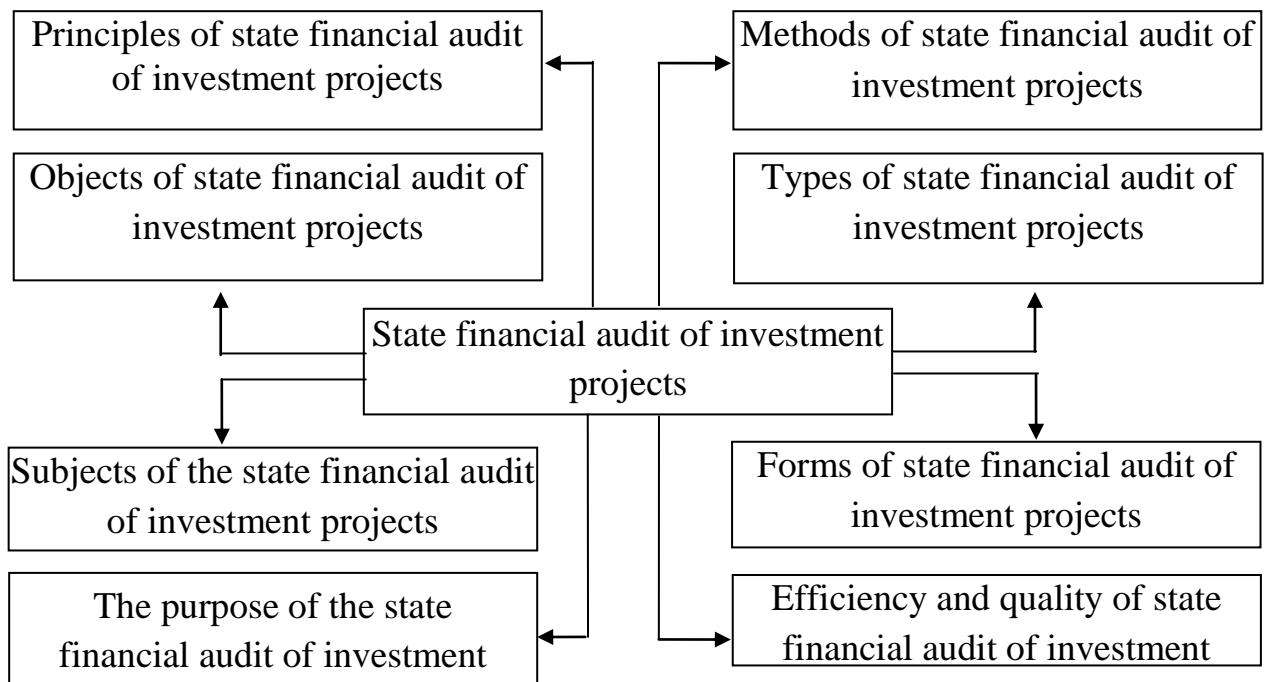 Principles of state financial audit
of investment projects
Methods of state financial audit of
investment projects
Objects of state financial audit of
investment projects
Types of state financial audit of
investment projects
State financial audit of investment
projects
Subjects of the state financial audit
of investment projects
Forms of state financial audit of
investment projects
The purpose of the state
financial audit of investment
Efficiency and quality of state
financial audit of investment